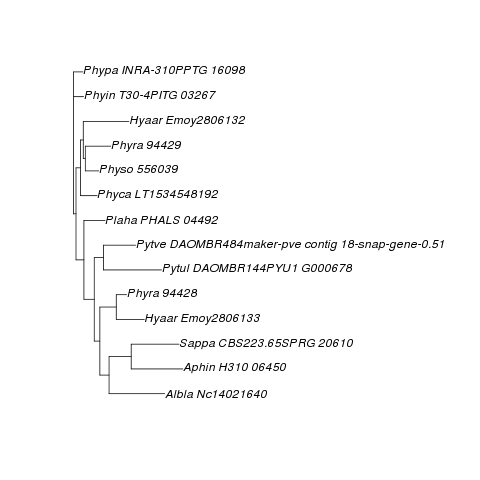 Phypa INRA-310PPTG 16098
Phyin T30-4PITG 03267
Hyaar Emoy2806132
Phyra 94429
Physo 556039
Phyca LT1534548192
Plaha PHALS 04492
Pytve DAOMBR484maker-pve contig 18-snap-gene-0.51
Pytul DAOMBR144PYU1 G000678
Phyra 94428
Hyaar Emoy2806133
Sappa CBS223.65SPRG 20610
Aphin H310 06450
Albla Nc14021640